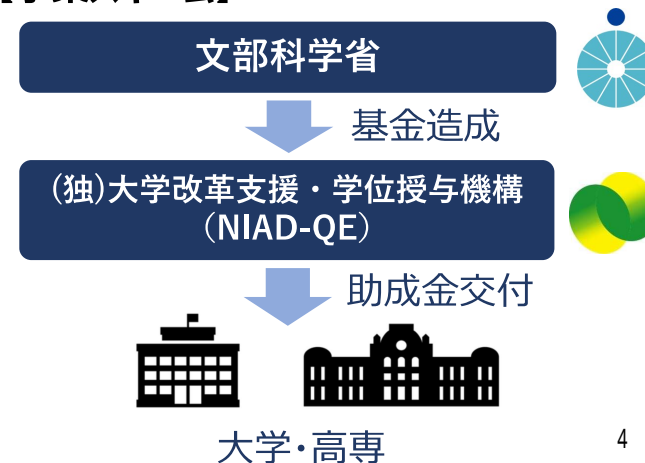 文部科学省
基金造成
(独)大学改革支援・学位授与機構
(NIAD-QE)
助成金交付
大学・高専
4